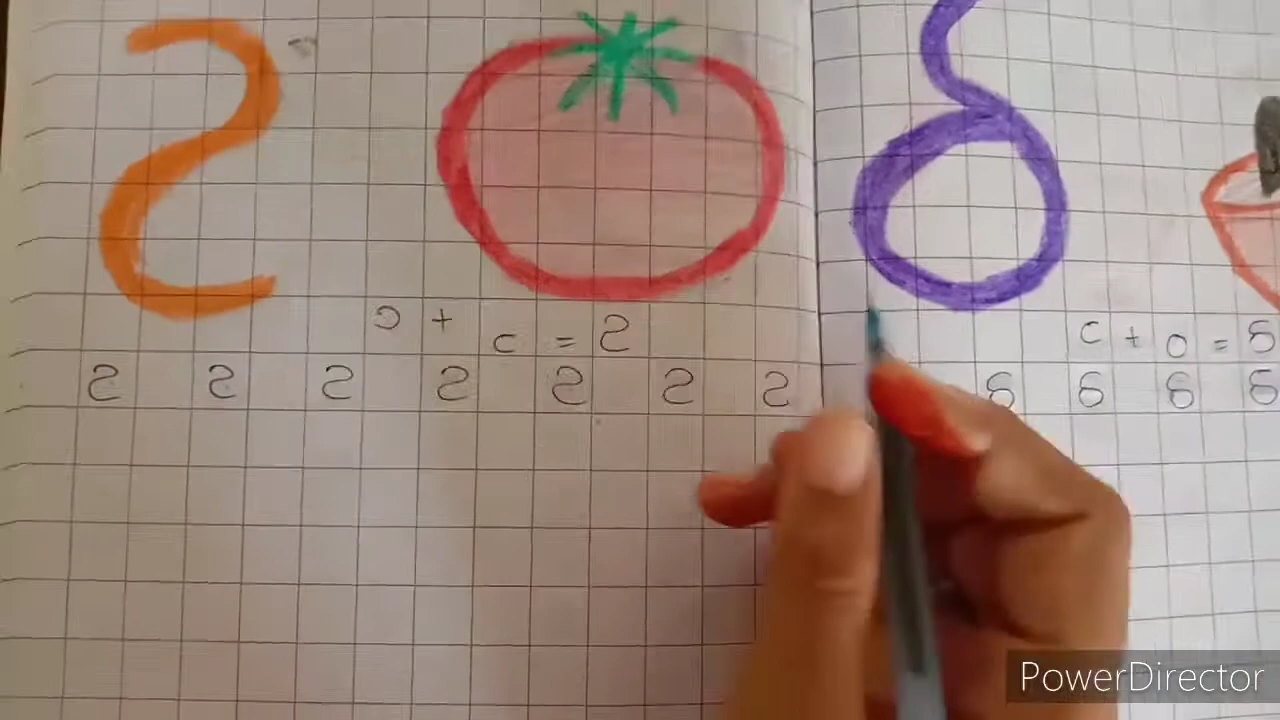 ટ
ɔ + c = ટ
ટ ટ ટ ટ ટ ટ ટ
ઠ
c + o = ઠ
ઠ ઠ ઠ ઠ
PowerDirector